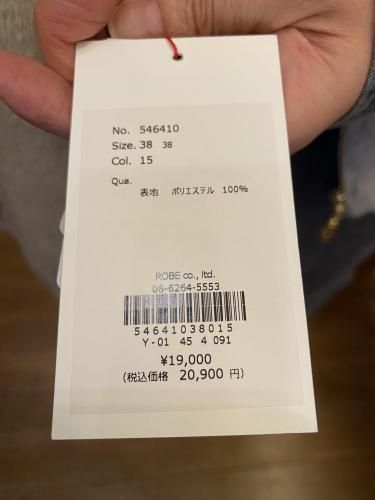 No. 546410
Size. 38 38
Col. 15
Qua.
表地 ポリエステル 100%
ROBE co., ltd.
06-6264-5553
54641038015
Y-01 45 4 091
¥19,000
(税込価格 20,900 円)